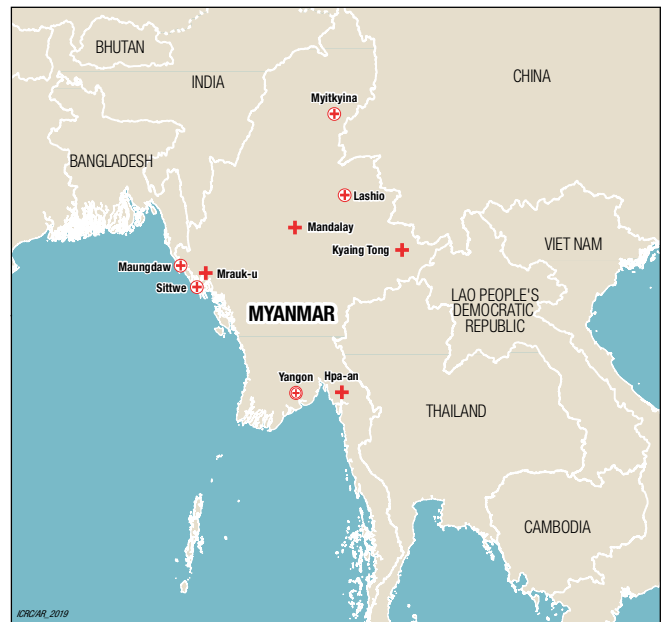 BHUTAN
CHINA
INDIA
Myitkyina
BANGLADESH
Lashio
Mandalay
Kyaing Tong
VIET NAM
Maungdaw
Mrauk-u
Sittwe
LAO PEOPLE'S
DEMOCRATIC
REPUBLIC
MYANMAR
Yangon
Hpa-an
THAILAND
CAMBODIA
ICRC/AR_2019